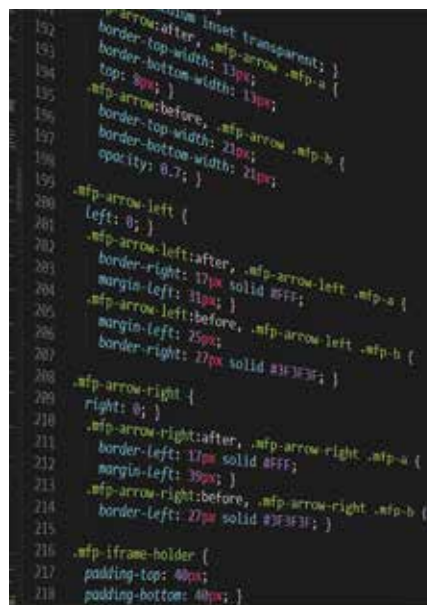 191
medium inset transparent; }
192 .mfp-arrow:after, .mfp-arrow .mfp-a {
193 border-top-width: 13px;
194 border-bottom-width: 13px;
top: 8px; }
195 .mfp-arrow:before, .mfp-arrow .mfp-b {
196 border-top-width: 21px;
197 border-bottom-width: 21px;
198 opacity: 0.7; }
199
200 .mfp-arrow-left {
201 left: 0; }
202 .mfp-arrow-left:after, .mfp-arrow-left .mfp-a {
203 border-right: 17px solid #FFF;
204 margin-left: 31px; }
205 .mfp-arrow-left:before, .mfp-arrow-left .mfp-b {
206 margin-left: 25px;
207 border-right: 27px solid #3F3F3F; }
208
209 .mfp-arrow-right {
210 right: 0; }
211 .mfp-arrow-right:after, .mfp-arrow-right .mfp-a {
212 border-left: 17px solid #FFF;
213 margin-left: 39px; }
214 .mfp-arrow-right:before, .mfp-arrow-right .mfp-b {
215 border-left: 27px solid #3F3F3F; }
216 .mfp-iframe-holder {
217 padding-top: 40px;
218 padding-bottom: 40px; }